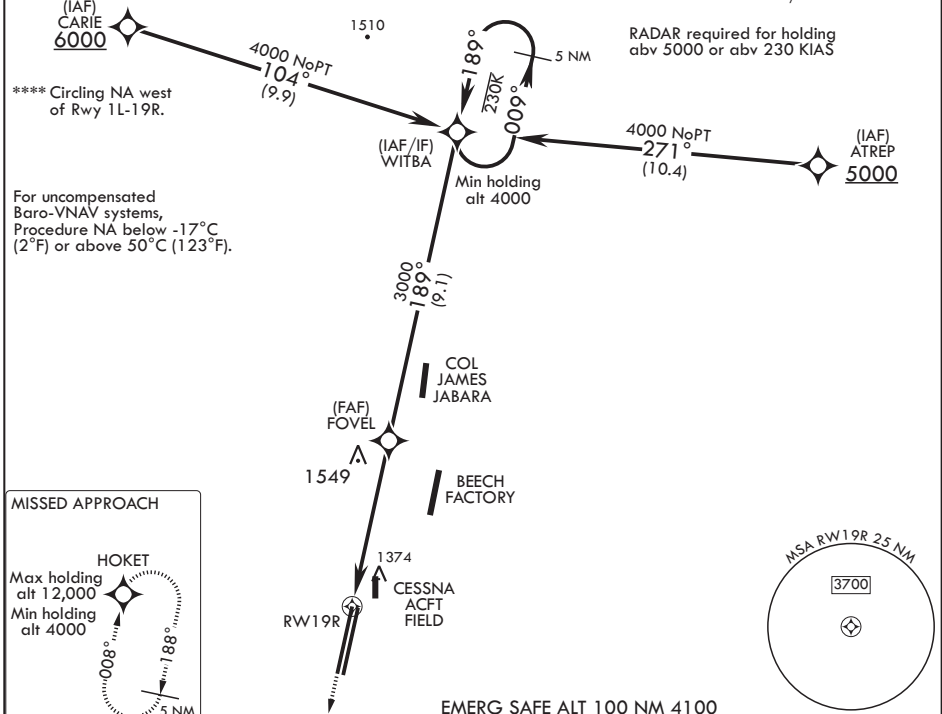 (IAF)
CARIE
6000
1510
4000 NoPT
104°
(9.9)
189°
230K
009°
5 NM
RADAR required for holding
abv 5000 or abv 230 KIAS
**** Circling NA west
of Rwy 1L-19R.
(IAF/IF)
WITBA
Min holding
alt 4000
4000 NoPT
271°
(10.4)
(IAF)
ATREP
5000
For uncompensated
Baro-VNAV systems,
Procedure NA below -17°C
(2°F) or above 50°C (123°F).
3000
189°
(9.1)
COL
JAMES
JABARA
(FAF)
FOVEL
1549
BEECH
FACTORY
MISSED APPROACH
HOKET
Max holding
alt 12,000
Min holding
alt 4000
008°
188°
5 NM
1374
CESSNA
ACFT
FIELD
RW19R
MSA RW19R 25 NM
3700
EMERG SAFE ALT 100 NM 4100